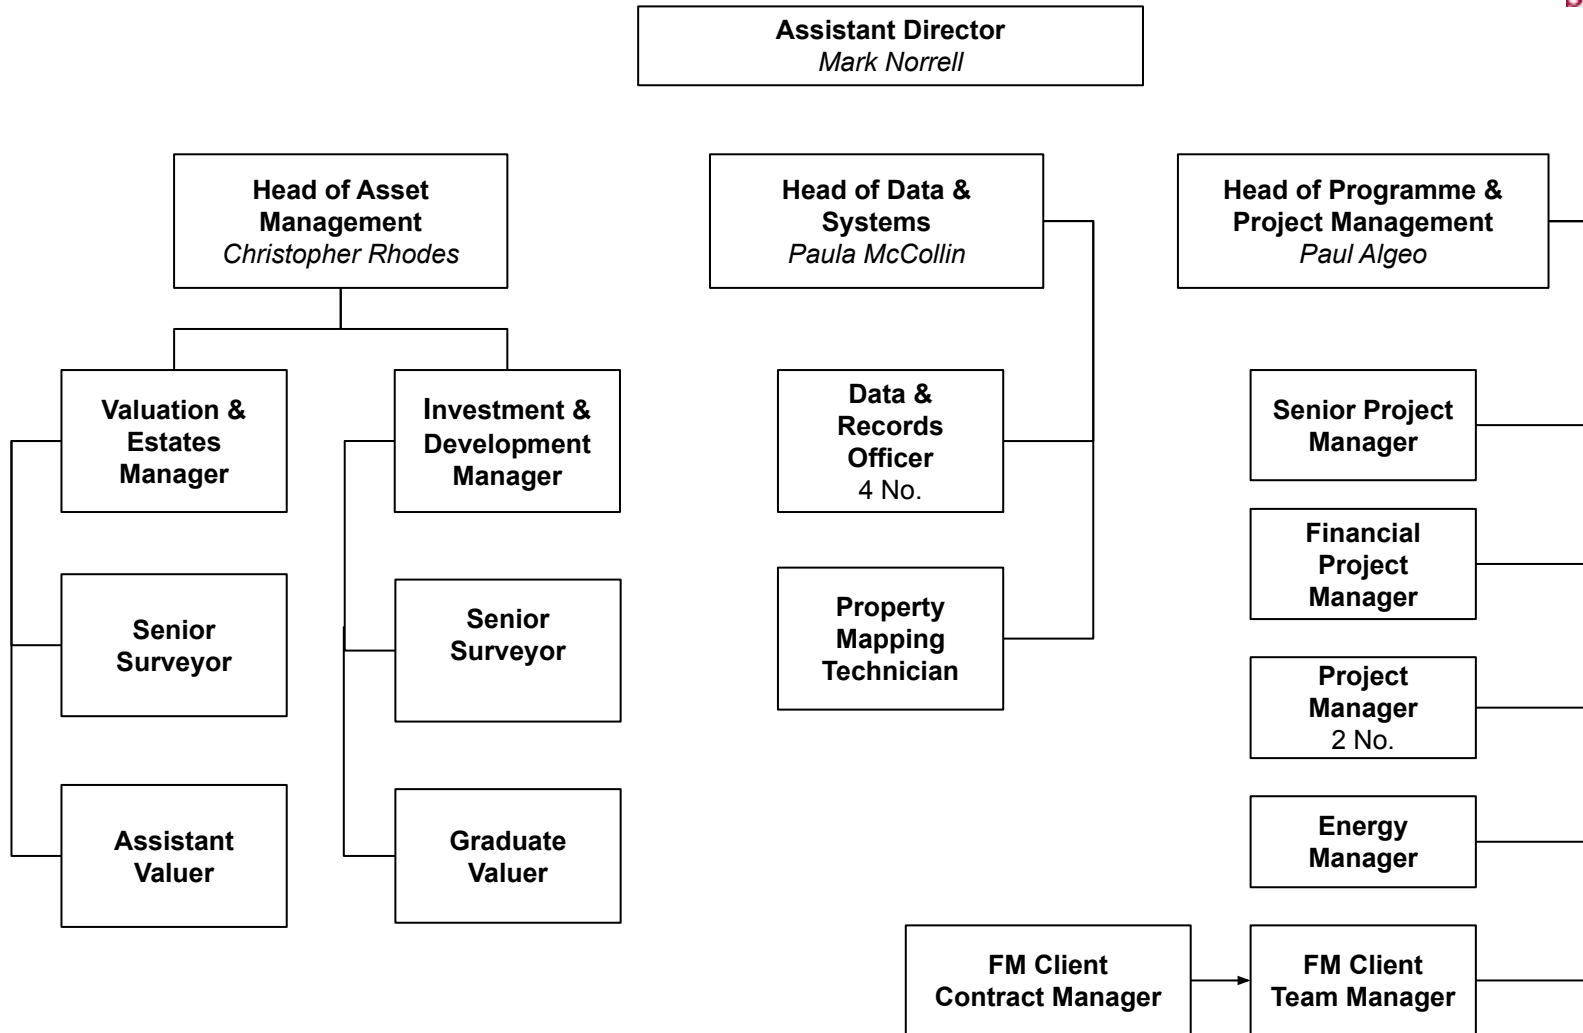 Assistant Director
Mark Norrell
Head of Asset
Management
Christopher Rhodes
Head of Data &
Systems
Paula McCollin
Head of Programme &
Project Management
Paul Algeo
Valuation &
Estates
Manager
Investment &
Development
Manager
Data &
Records
Officer
4 No.
Senior Project
Manager
Financial
Project
Manager
Senior
Surveyor
Senior
Surveyor
Property
Mapping
Technician
Project
Manager
2 No.
Assistant
Valuer
Graduate
Valuer
Energy
Manager
FM Client
Contract Manager
FM Client
Team Manager